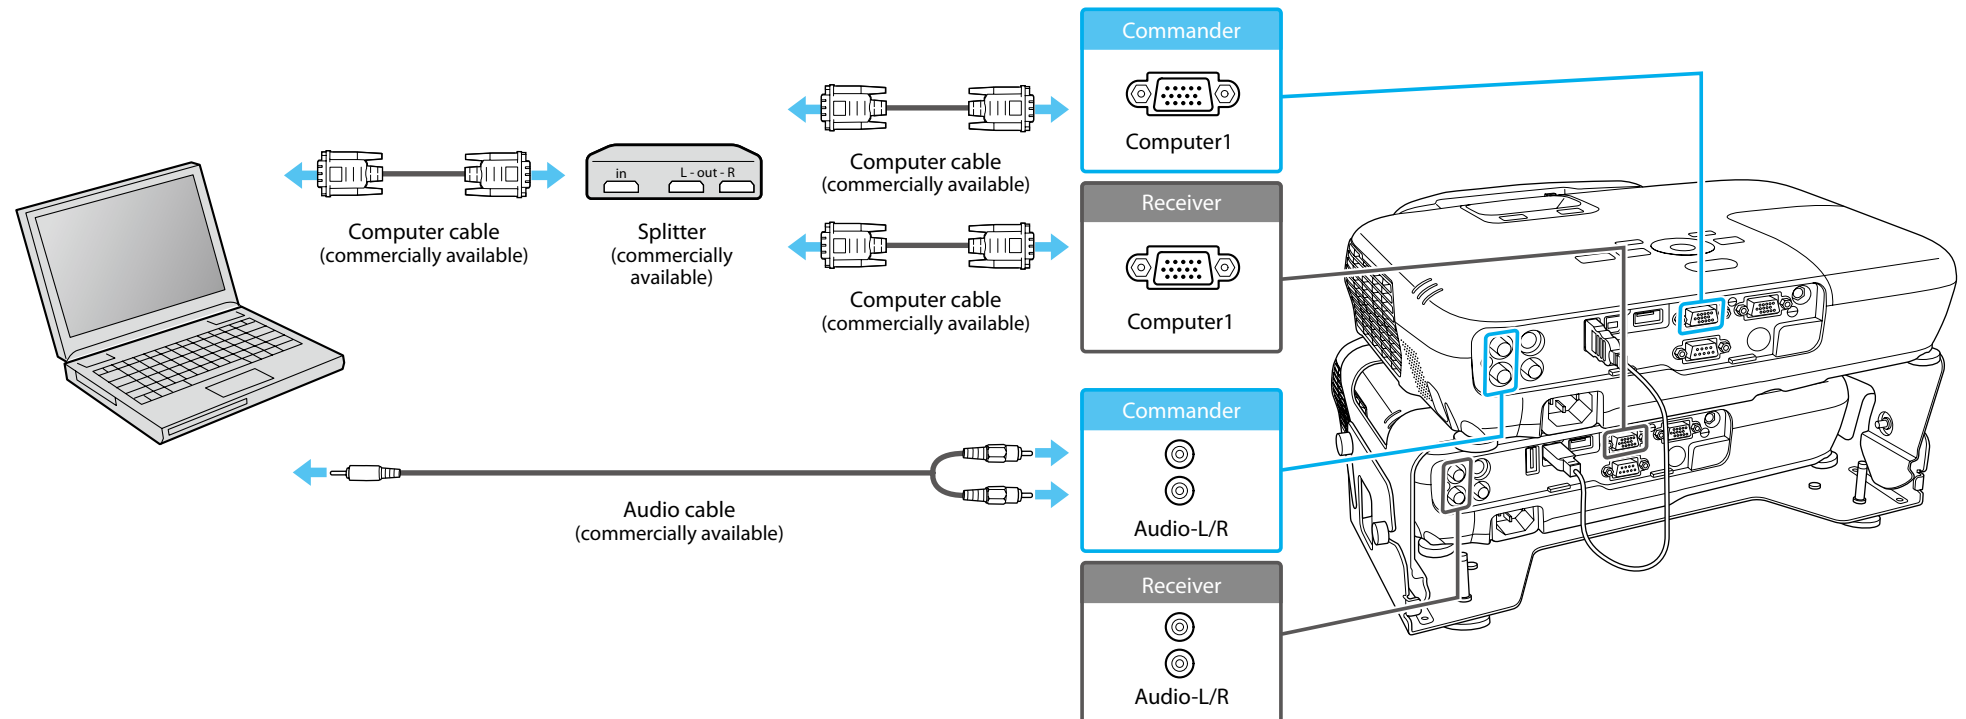 Commander
Computer1
Computer cable
(commercially available)
in
L - out - R
Computer cable
(commercially available)
Splitter
(commercially
available)
Receiver
Computer1
Computer cable
(commercially available)
Commander
Audio-L/R
Audio cable
(commercially available)
Receiver
Audio-L/R